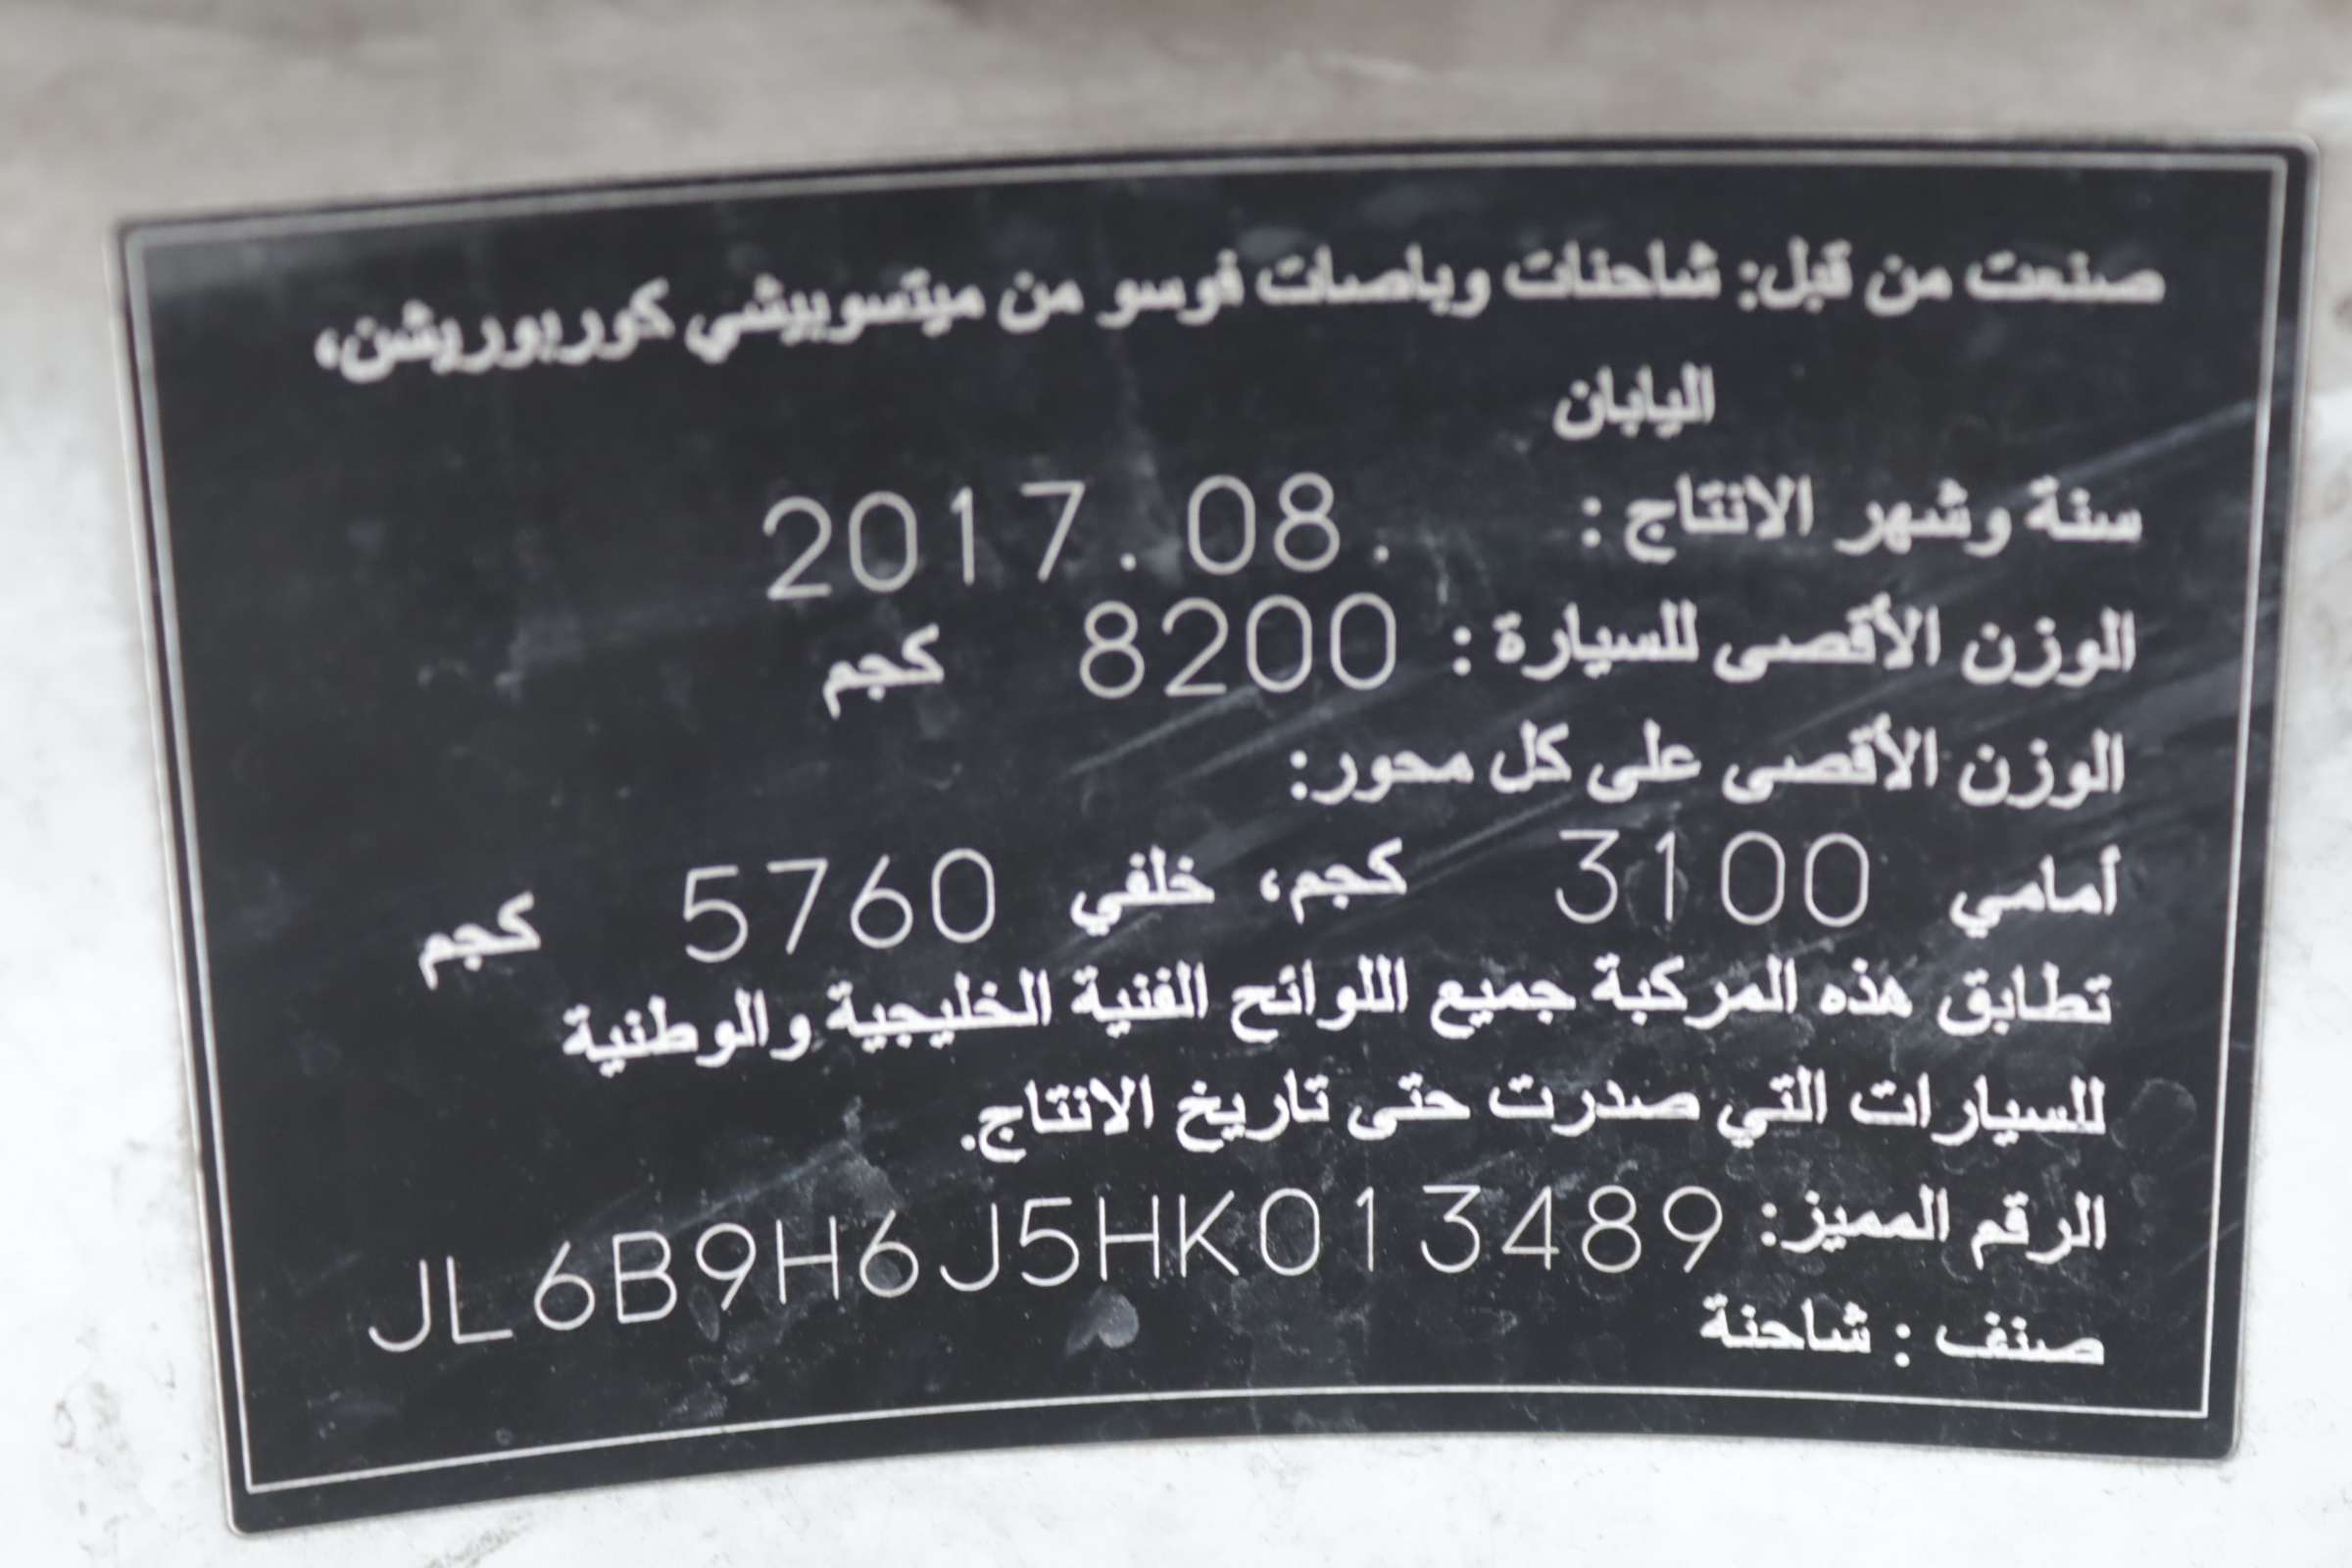 صنعت من قبل: شاحنات وباصات فوسو من ميتسوبيشي كوربوريشن،
اليابان
سنة وشهر الانتاج : 2017.08.
الوزن الأقصى للسيارة : 8200 كجم
الوزن الأقصى على كل محور:
أمامي 3100 كجم، خلفي 5760 كجم
تطابق هذه المركبة جميع اللوائح الفنية الخليجية والوطنية
للسيارات التي صدرت حتى تاريخ الانتاج.
الرقم المميز: JL6B9H6J5HK013489
صنف : شاحنة